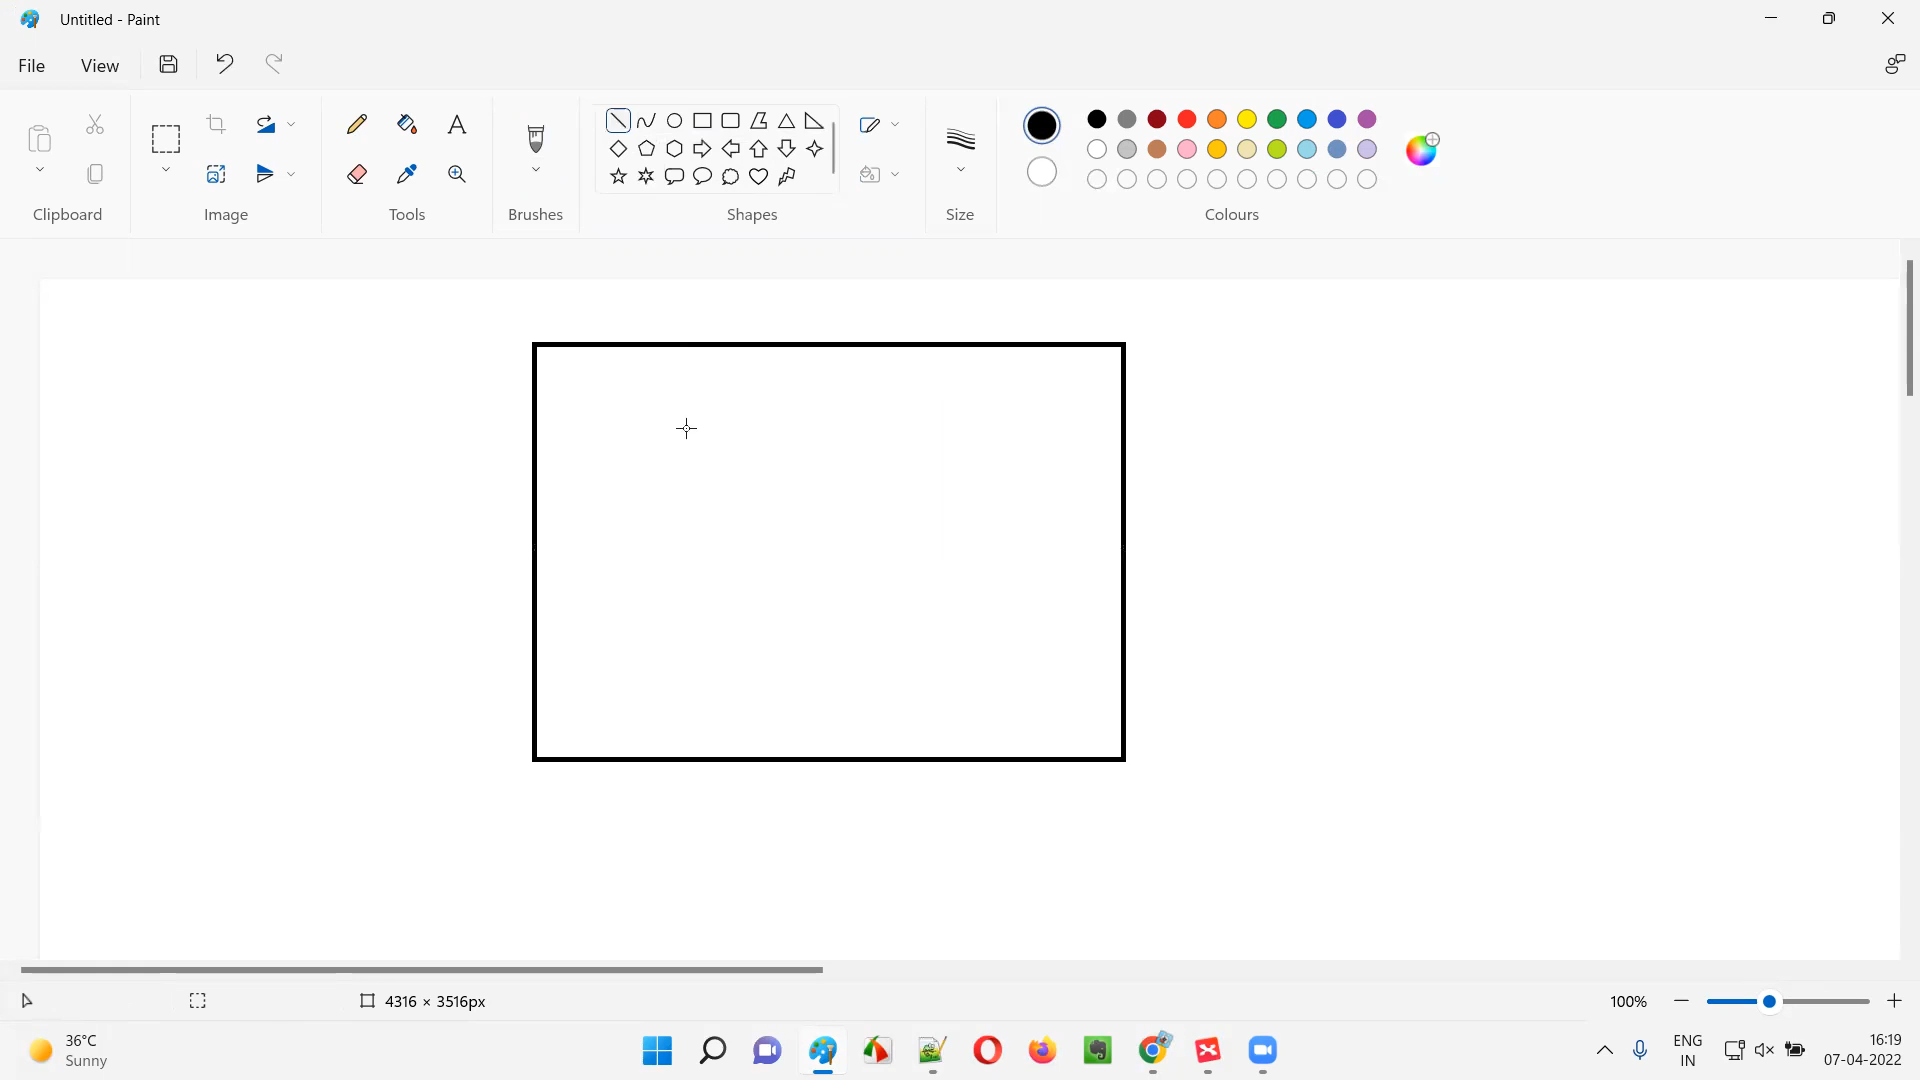 Untitled - Paint
File View
Clipboard Image Tools Brushes Shapes Size Colours
4316 × 3516px
100%
36°C
Sunny
ENG
IN
16:19
07-04-2022